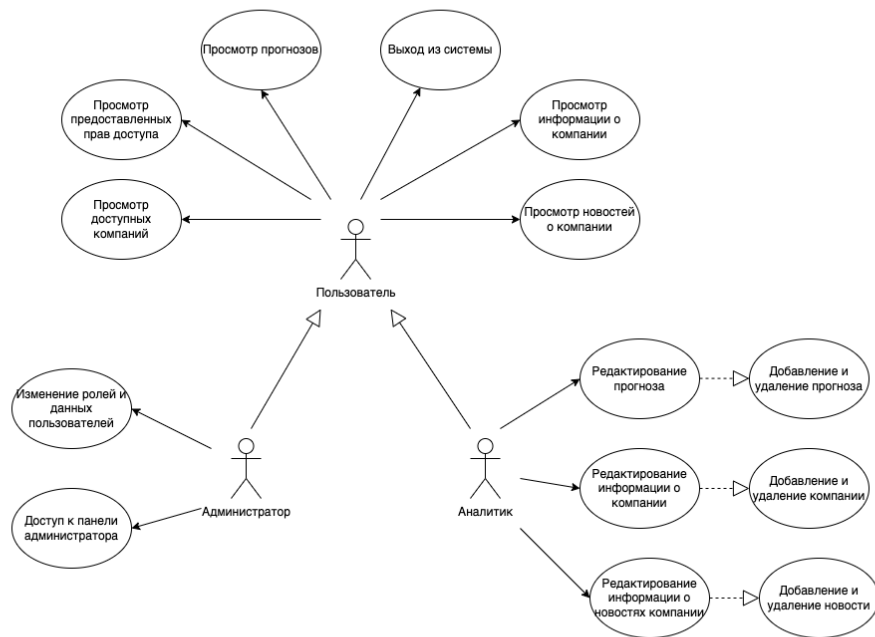 Просмотр прогнозов
Выход из системы
Просмотр
предоставленных
прав доступа
Просмотр
информации о
компании
Просмотр
доступных
компаний
Просмотр новостей
о компании
Пользователь
Изменение ролей и
данных
пользователей
Доступ к панели
администратора
Администратор
Аналитик
Редактирование
прогноза
Добавление и
удаление прогноза
Редактирование
информации о
компании
Добавление и
удаление компании
Редактирование
информации о
новостях компании
Добавление и
удаление новости